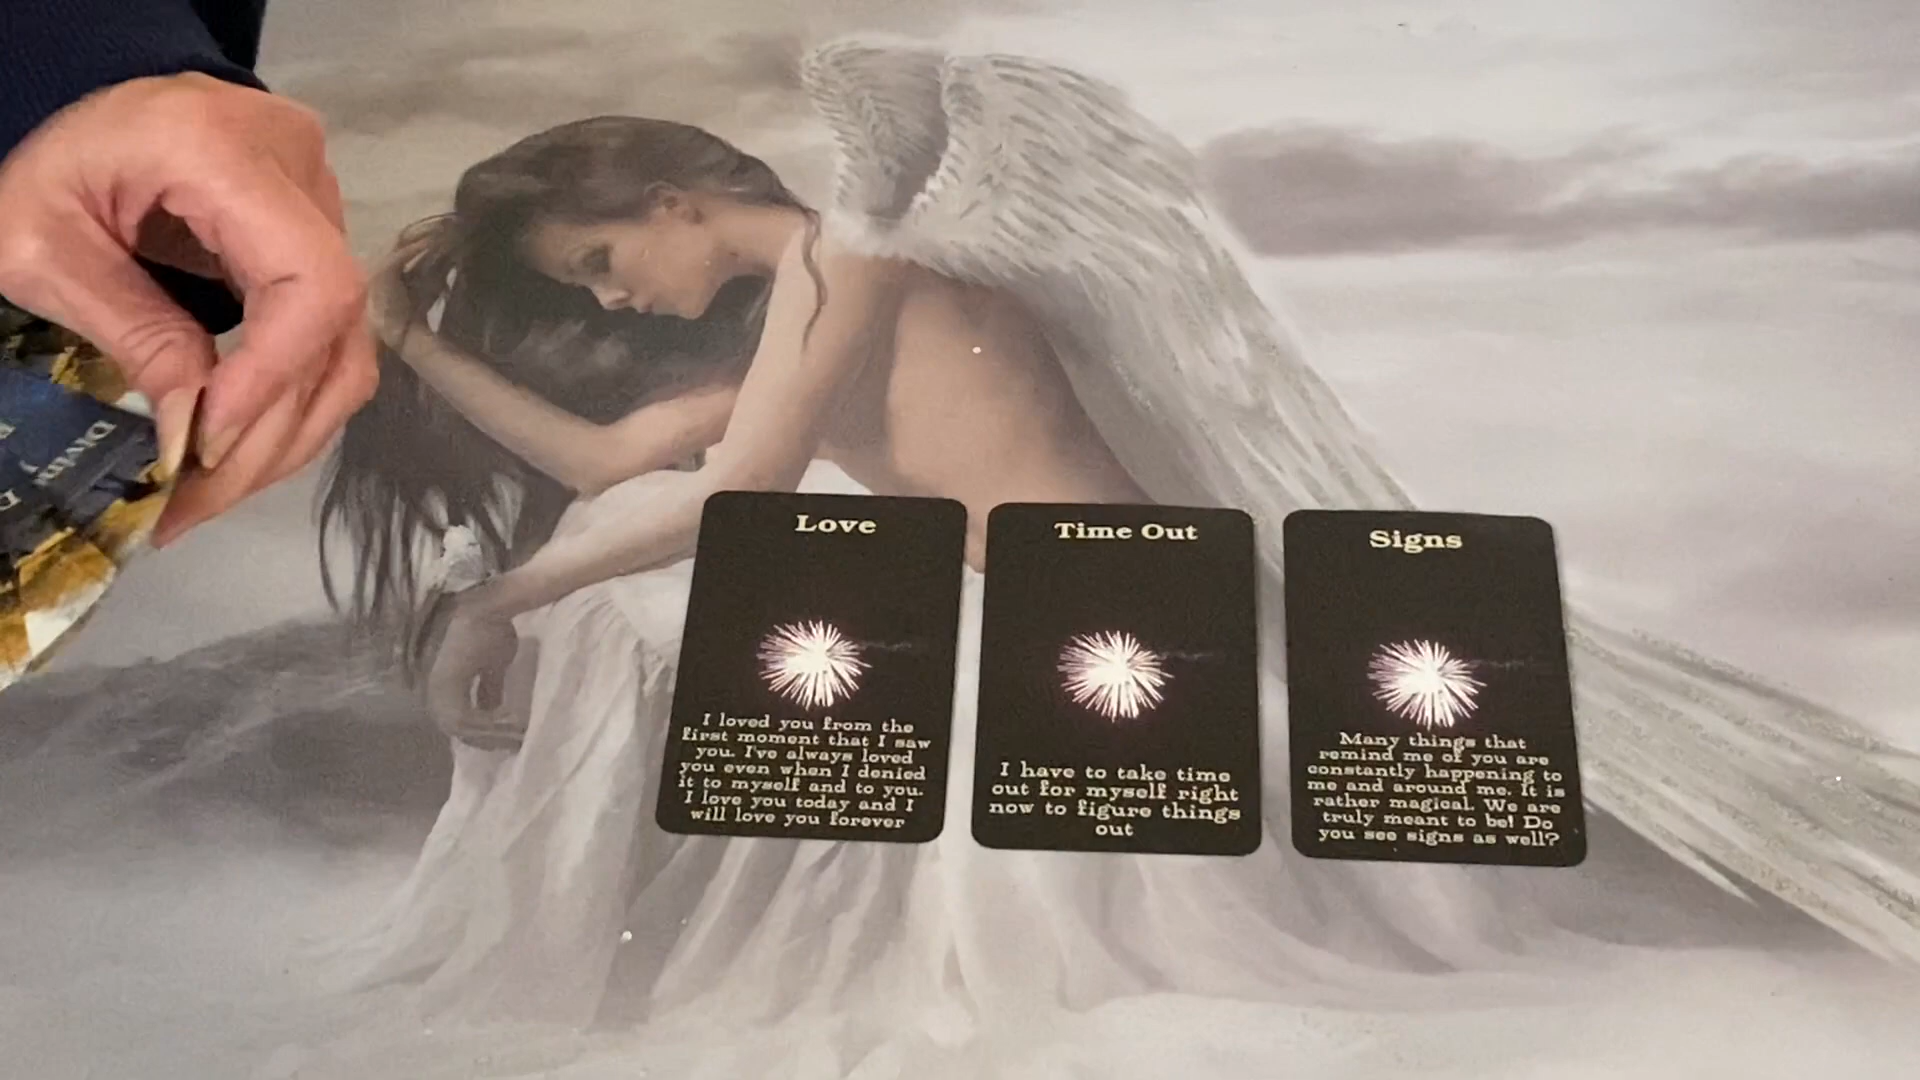 Love
I loved you from the
first moment that I saw
you. I've always loved
you even when I denied
it to myself and to you.
I love you today and I
will love you forever
Time Out
I have to take time
out for myself right
now to figure things
out
Signs
Many things that
remind me of you are
constantly happening to
me and around me. It is
rather magical. We are
truly meant to be! Do
you see signs as well?